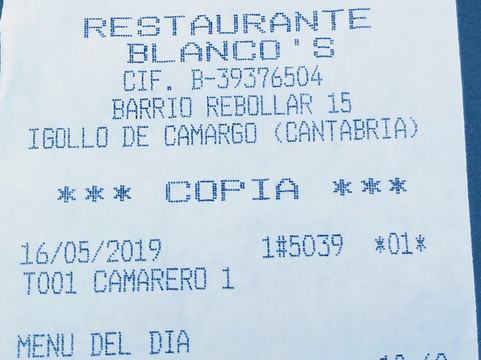 RESTAURANTE
BLANCO'S
CIF. B-39376504
BARRIO REBOLLAR 15
IGOLLO DE CAMARGO (CANTABRIA)
*** COPIA ***
16/05/2019 1#5039 *01*
T001 CAMARERO 1
MENU DEL DIA